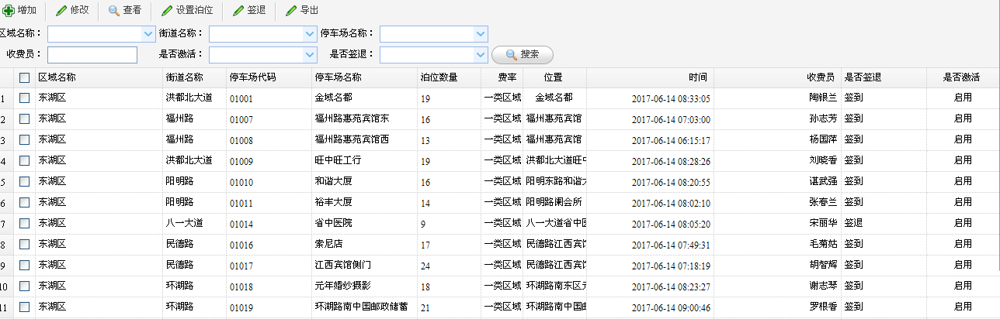 增加 修改 查看 设置泊位 签退 导出
区域名称： 街道名称： 停车场名称：
收费员： 是否激活： 是否签退： 搜索
区域名称 街道名称 停车场代码 停车场名称 泊位数量 费率 位置 时间 收费员 是否签退 是否激活
1 东湖区 洪都北大道 01001 金域名都 19 一类区域 金域名都 2017-06-14 08:33:05 陶银兰 签到 启用
2 东湖区 福州路 01007 福州路惠苑宾馆东 16 一类区域 福州惠苑宾馆 2017-06-14 07:03:00 孙志芳 签到 启用
3 东湖区 福州路 01008 福州路惠苑宾馆西 13 一类区域 福州惠苑宾馆 2017-06-14 06:15:17 杨国萍 签到 启用
4 东湖区 洪都北大道 01009 旺中旺工行 19 一类区域 洪都北大道旺中 2017-06-14 08:28:26 刘晓香 签到 启用
5 东湖区 阳明路 01010 和谐大厦 16 一类区域 阳明东路和谐大 2017-06-14 08:20:55 谌武强 签到 启用
6 东湖区 阳明路 01011 裕丰大厦 14 一类区域 阳明路阑会所 2017-06-14 08:02:10 张春兰 签到 启用
7 东湖区 八一大道 01014 省中医院 9 一类区域 八一大道省中医 2017-06-14 08:05:20 宋丽华 签退 启用
8 东湖区 民德路 01016 索尼店 17 一类区域 民德路江西宾馆 2017-06-14 07:49:31 毛菊姑 签到 启用
9 东湖区 民德路 01017 江西宾馆侧门 24 一类区域 民德路江西宾馆 2017-06-14 07:18:19 胡智辉 签到 启用
10 东湖区 环湖路 01018 元年婚纱摄影 18 一类区域 环湖路南东区元 2017-06-14 08:23:27 谢志琴 签到 启用
11 东湖区 环湖路 01019 环湖路南中国邮政储蓄 21 一类区域 环湖路南中国邮 2017-06-14 09:00:46 罗根香 签到 启用